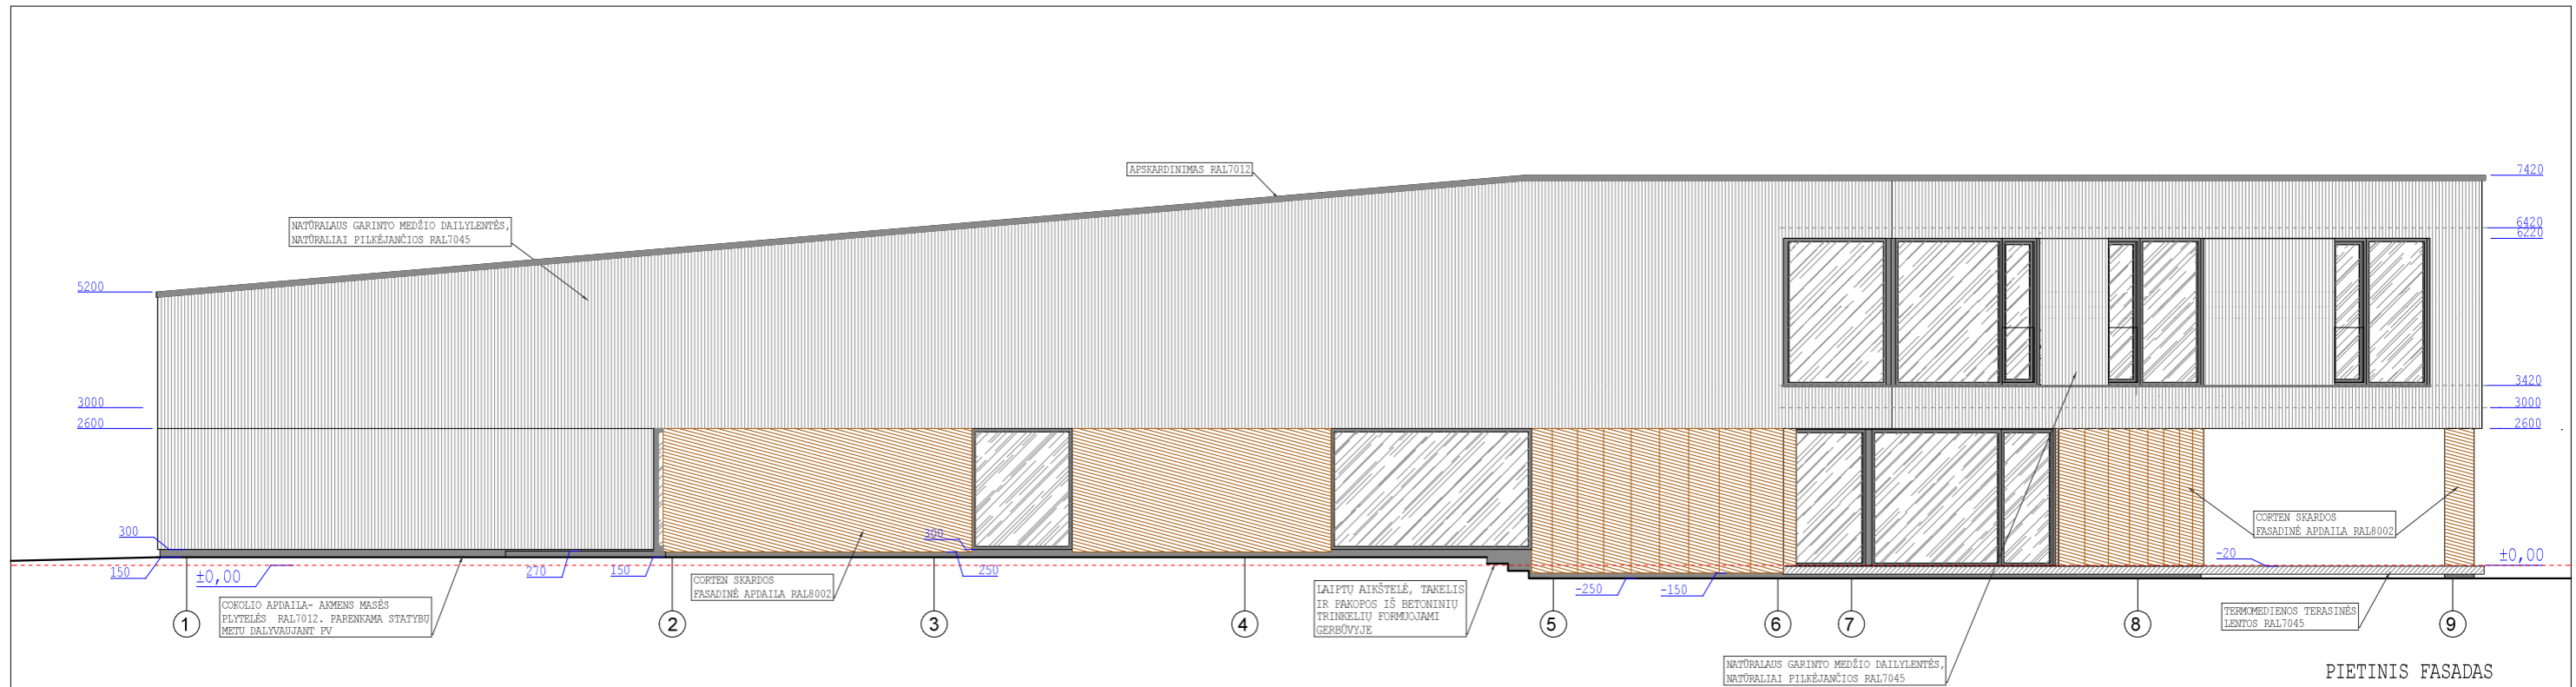 APSKARDINIMAS RAL7012
7420
NATŪRALAUS GARINTO MEDŽIO DAILYLENTĖS,
NATŪRALIAI PILKĖJANČIOS RAL7045
6420
6220
5200
3420
3000
3000
2600
2600
300
300
CORTEN SKARDOS
FASADINĖ APDAILA RAL8002
-20
±0,00
150
±0,00
270
150
250
CORTEN SKARDOS
FASADINĖ APDAILA RAL8002
-250
-150
COKOLIO APDAILA- AKMENS MASĖS
PLYTELĖS RAL7012. PARENKAMA STATYBŲ
METU DALYVAUJANT PV
LAIPTŲ AIKŠTELĖ, TAKELIS
IR PAKOPOS IŠ BETONINIŲ
TRINKELIŲ FORMUOJAMI
GERBŪVYJE
TERMOMEDIENOS TERASINĖS
LENTOS RAL7045
1
2
3
4
5
6
7
8
9
NATŪRALAUS GARINTO MEDŽIO DAILYLENTĖS,
NATŪRALIAI PILKĖJANČIOS RAL7045
PIETINIS FASADAS